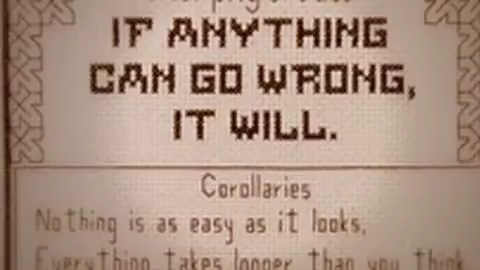 IF ANYTHING
CAN GO WRONG,
IT WILL.
Corollaries
Nothing is as easy as it looks,
Everything takes longer than you think